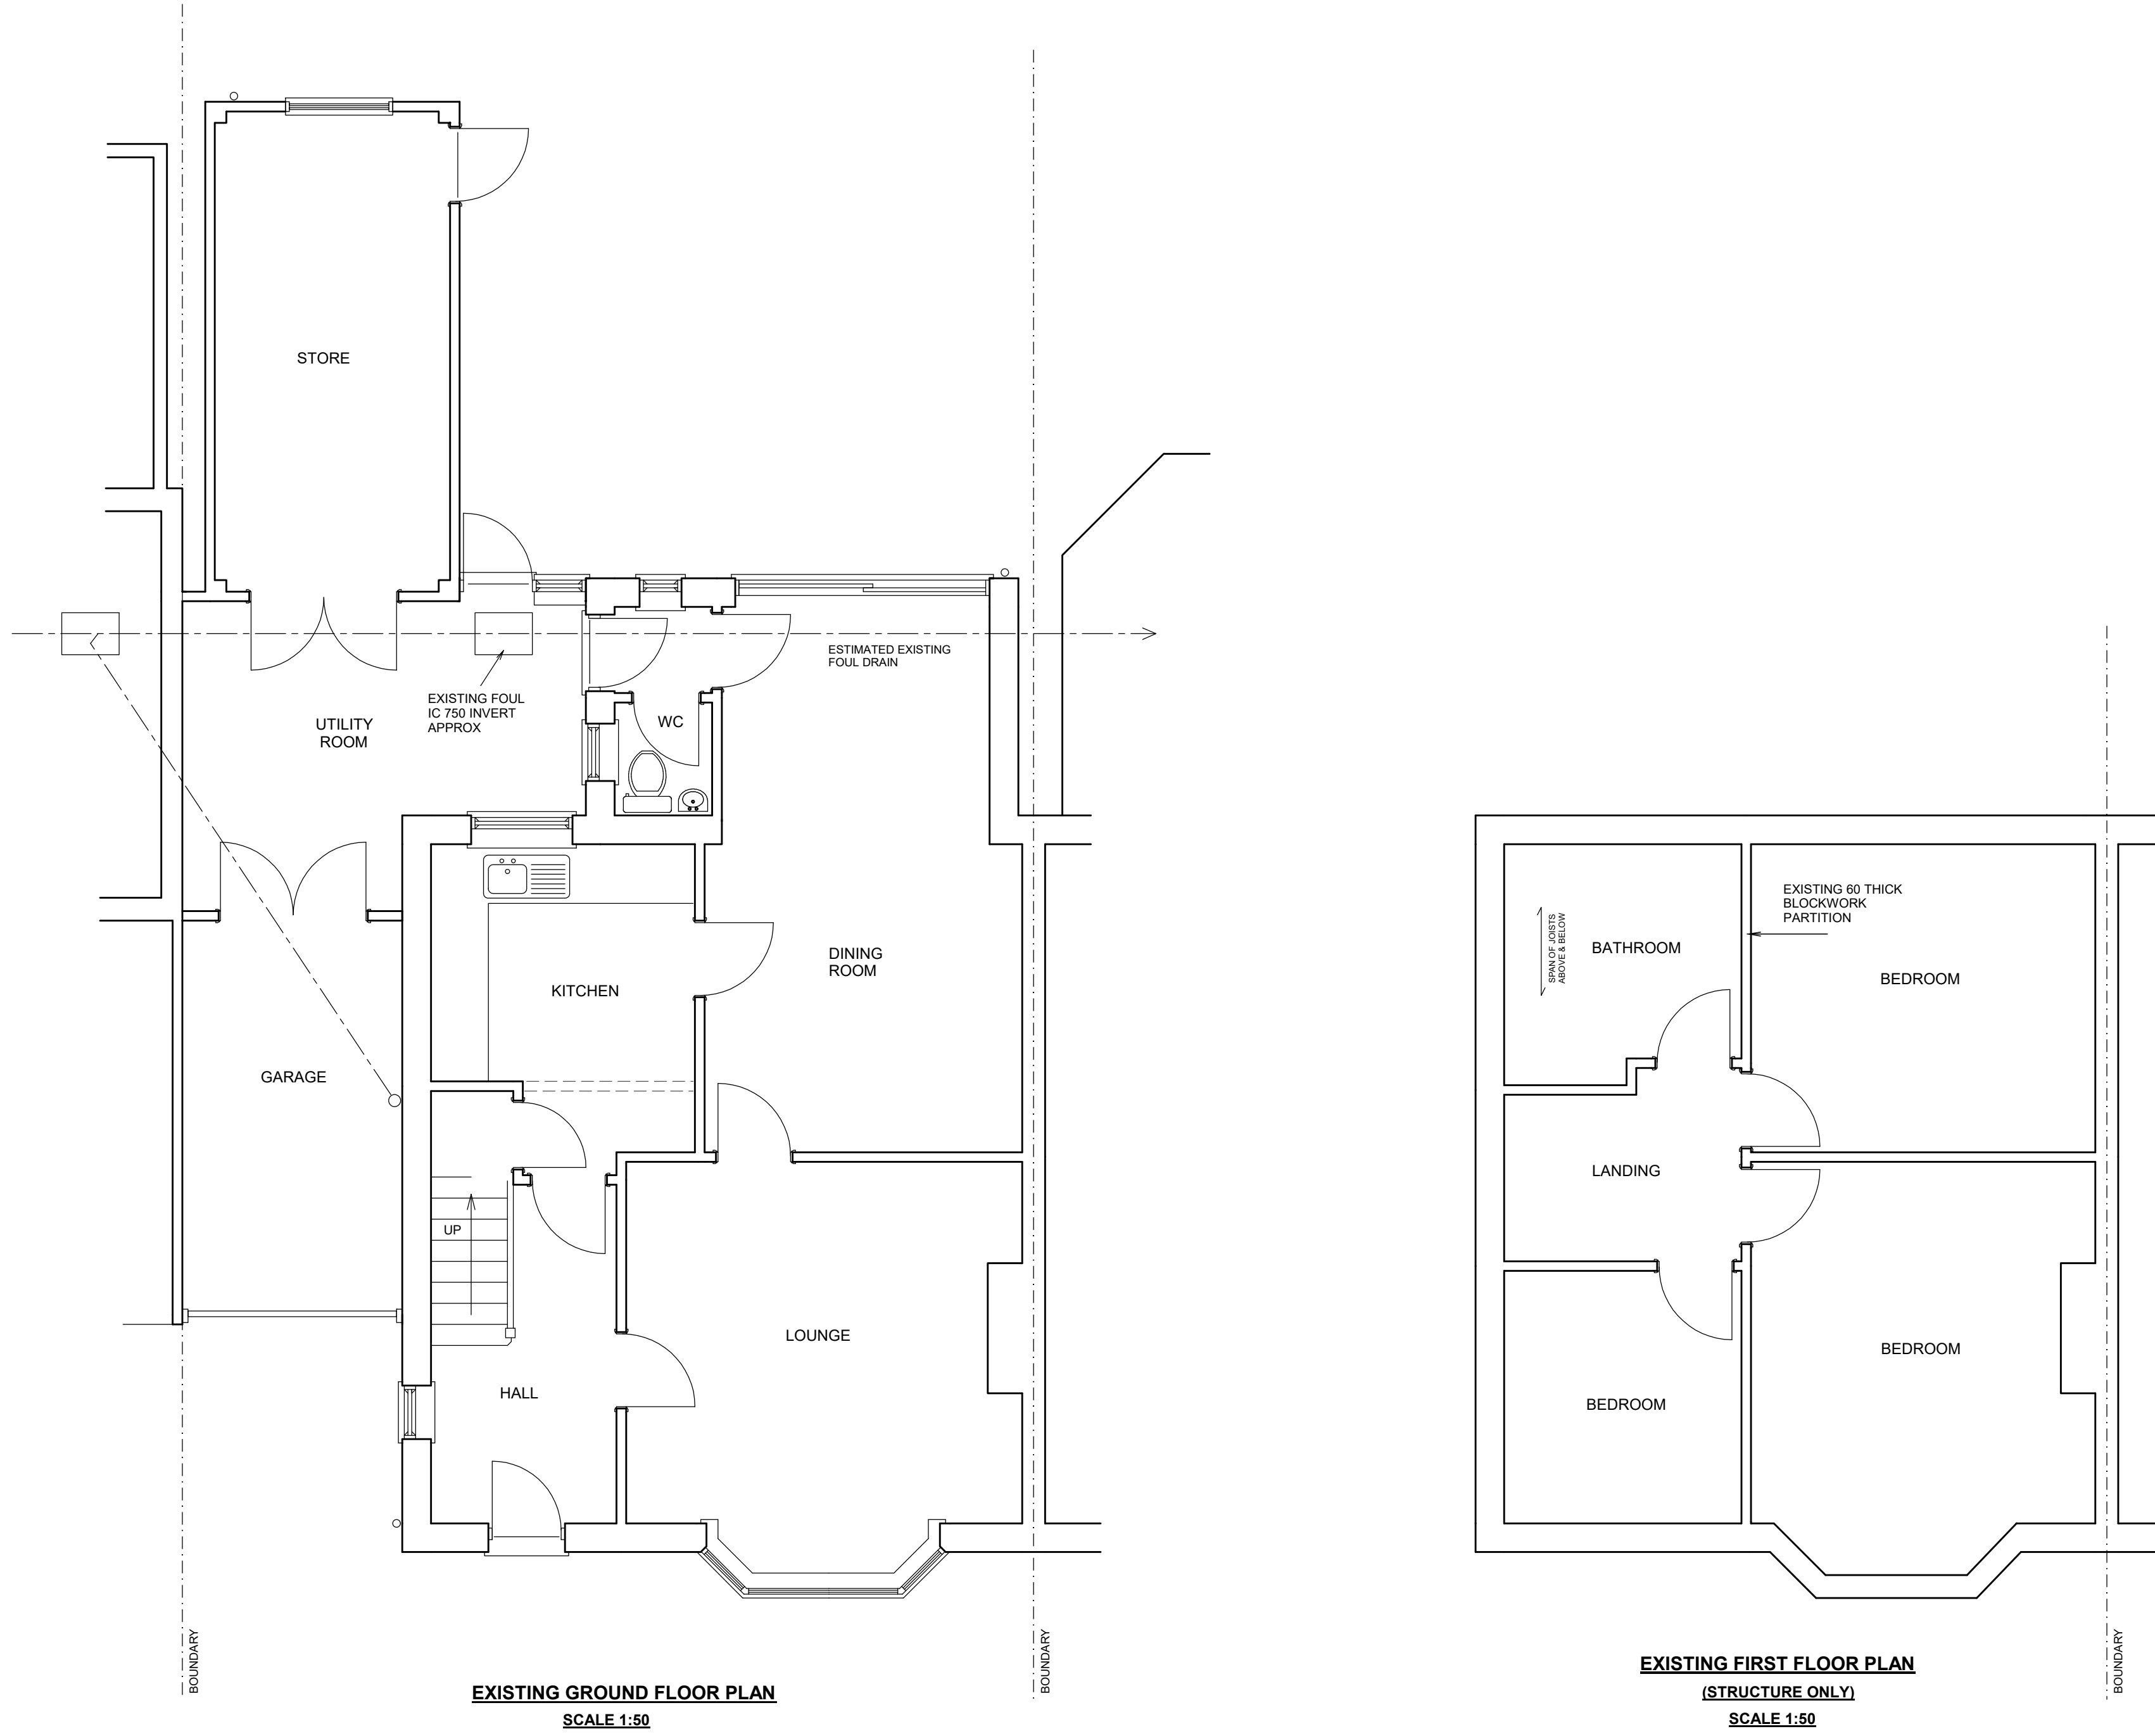 STORE
ESTIMATED EXISTING
FOUL DRAIN
EXISTING FOUL
IC 750 INVERT
APPROX
UTILITY
ROOM
WC
DINING
ROOM
KITCHEN
GARAGE
UP
LOUNGE
HALL
BOUNDARY
BOUNDARY
EXISTING GROUND FLOOR PLAN
SCALE 1:50
EXISTING 60 THICK
BLOCKWORK
PARTITION
SPAN OF JOISTS
ABOVE & BELOW
BATHROOM
BEDROOM
LANDING
BEDROOM
BEDROOM
BOUNDARY
EXISTING FIRST FLOOR PLAN
(STRUCTURE ONLY)
SCALE 1:50